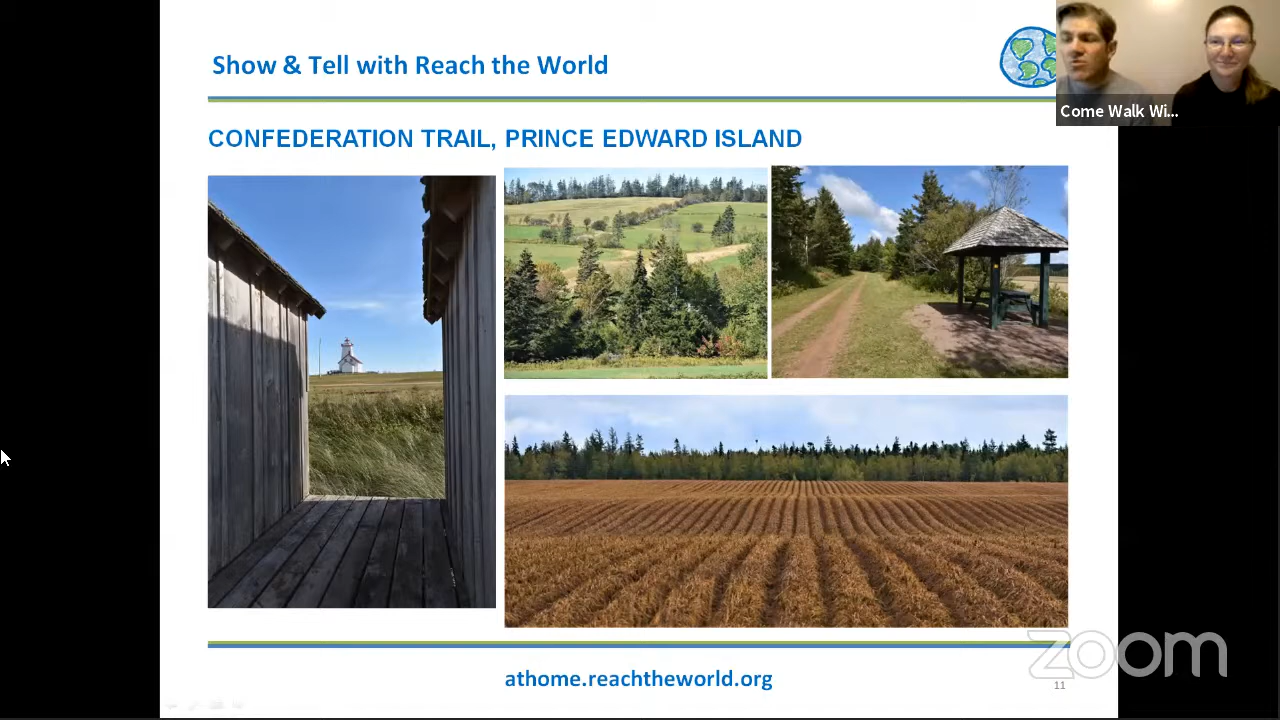 Show & Tell with Reach the World
Come Walk Wi...
CONFEDERATION TRAIL, PRINCE EDWARD ISLAND
zoom
athome.reachtheworld.org
11